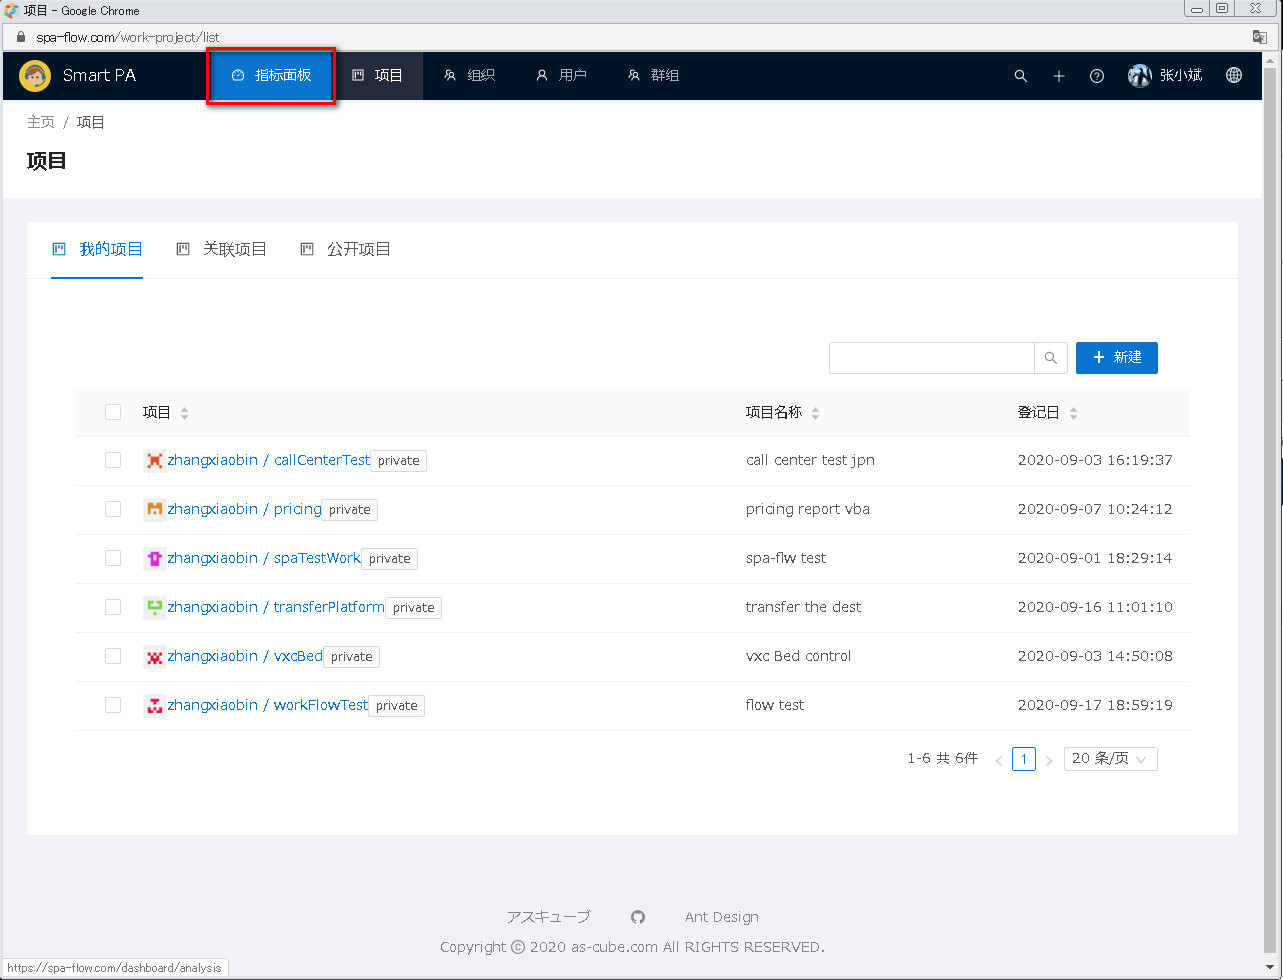 项目 - Google Chrome
spa-flow.com/work-project/list
Smart PA 指标面板 项目 组织 用户 群组 张小斌
主页 / 项目
项目
我的项目 关联项目 公开项目
新建
项目 项目名称 登记日
zhangxiaobin / callCenterTest private call center test jpn 2020-09-03 16:19:37
zhangxiaobin / pricing private pricing report vba 2020-09-07 10:24:12
zhangxiaobin / spaTestWork private spa-flw test 2020-09-01 18:29:14
zhangxiaobin / transferPlatform private transfer the dest 2020-09-16 11:01:10
zhangxiaobin / vxcBed private vxc Bed control 2020-09-03 14:50:08
zhangxiaobin / workFlowTest private flow test 2020-09-17 18:59:19
1-6 共 6件 < 1 > 20 条/页
アスキューブ Ant Design
Copyright © 2020 as-cube.com All RIGHTS RESERVED.
https://spa-flow.com/dashboard/analysis